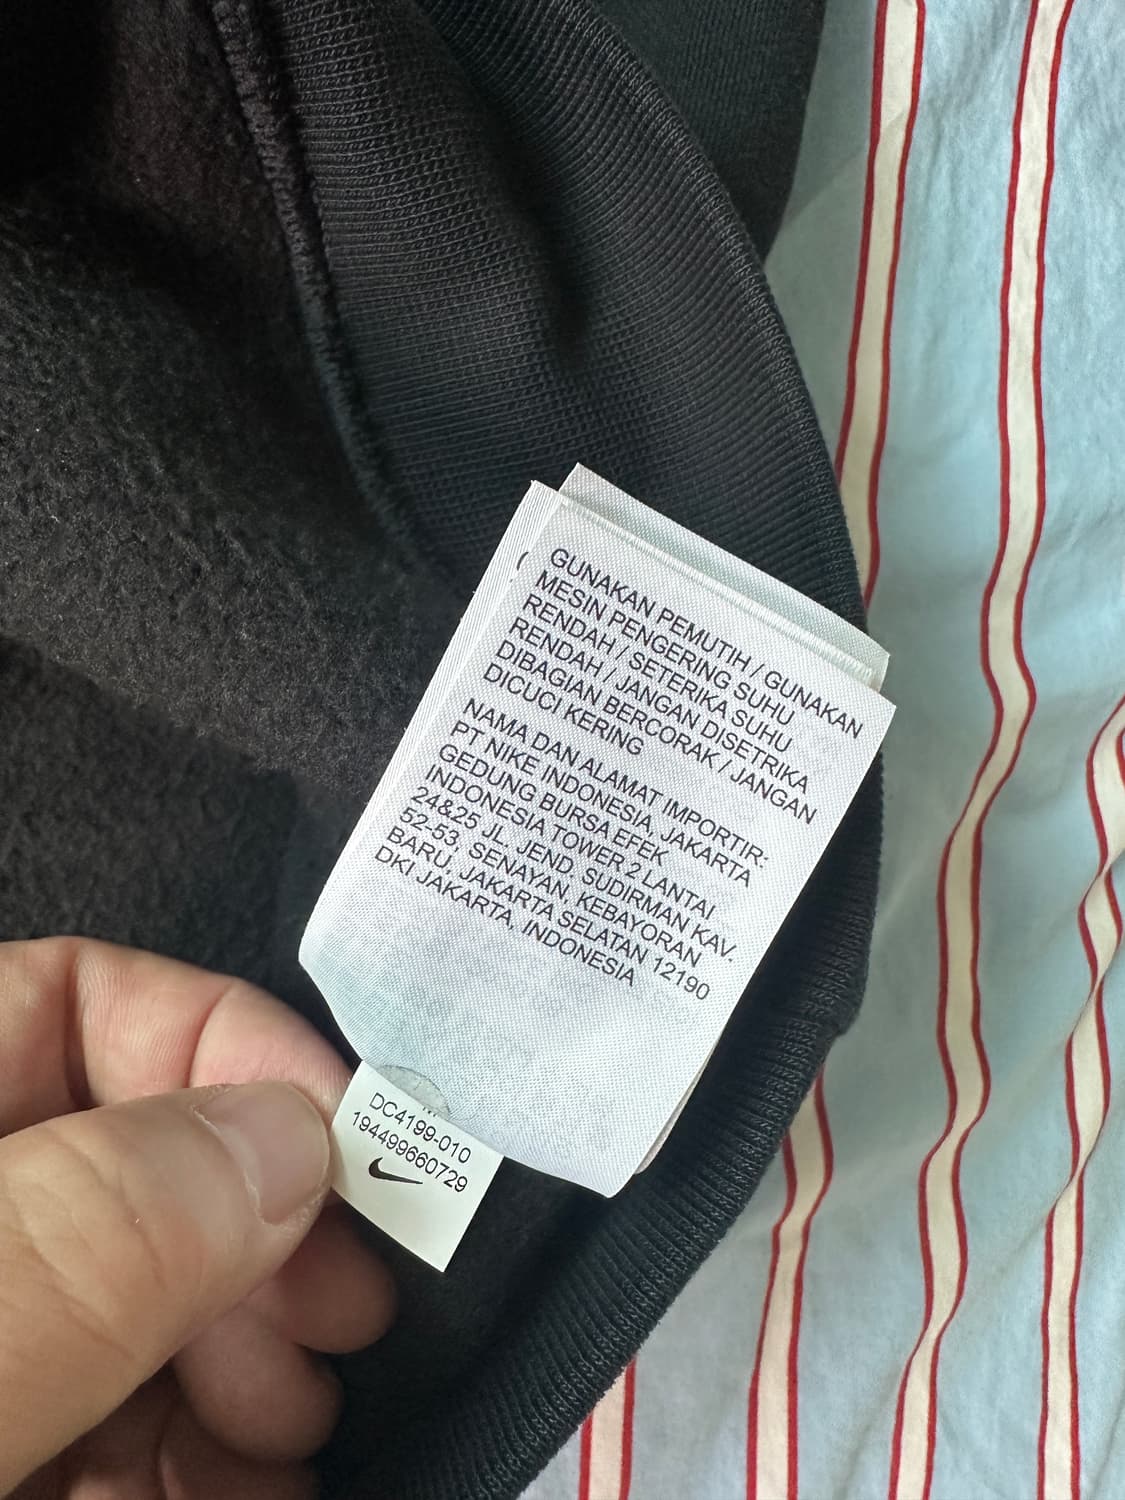 GUNAKAN PEMUTIH / GUNAKAN
MESIN PENGERING SUHU
RENDAH / SETERIKA SUHU
RENDAH / JANGAN DISETRIKA
DIBAGIAN BERCORAK / JANGAN
DICUCI KERING
NAMA DAN ALAMAT IMPORTIR:
PT NIKE INDONESIA, JAKARTA
GEDUNG BURSA EFEK
INDONESIA TOWER 2 LANTAI
24&25 JL. JEND. SUDIRMAN KAV.
52-53, SENAYAN, KEBAYORAN
BARU, JAKARTA SELATAN 12190
DKI JAKARTA, INDONESIA
DC4199-010
194499660729